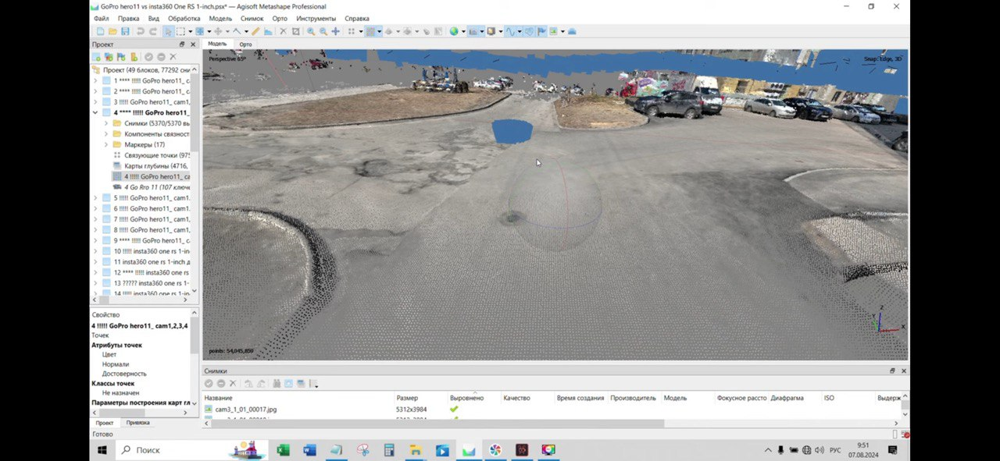 GoPro hero11 vs insta360 One RS 1-inch.psx* — Agisoft Metashape Professional
Файл Правка Вид Обработка Модель Снимок Орто Инструменты Справка
Проект
Модель Орто
Perspective 65°
Snap: Edge, 3D
Проект (49 блоков, 77292 сни
1 **** !!!!! GoPro hero11_ c
2 **** !!!!! GoPro hero11_ c
3 !!!!! GoPro hero11_ cam1,
4 **** !!!!! GoPro hero11_
Снимки (5370/5370 вы
Компоненты связност
Маркеры (17)
Связующие точки (975
Карты глубины (4716,
4 !!!!! GoPro hero11_ ca
4 Go Rro 11 (107 ключе
5 !!!!! GoPro hero11_ cam1.
6 !!!!! GoPro hero11_ cam1,
7 !!!!! GoPro hero11_ cam1,
8 !!!!! GoPro hero11_ cam1,
9 **** !!!!! GoPro hero11_ c
10 !!!!! insta360 one rs 1-in
11 insta360 one rs 1-inch д
12 **** !!!!! insta360 one rs
13 ????? insta360 one rs 1-
14 !!!!! insta360 one rs 1-in
Свойство
4 !!!!! GoPro hero11_ cam1,2,3,4
Точек
Атрибуты точек
Цвет
Нормали
Достоверность
Классы точек
Не назначен
Параметры построения карт гл
Проект Привязка
points: 54,045,859
Снимки
Название Размер Выровнено Качество Время создания Производитель Модель Фокусное рассто Диафрагма ISO Выдерж
cam3_1_01_00017.jpg 5312x3984
Готово
Поиск
РУС
9:51
07.08.2024